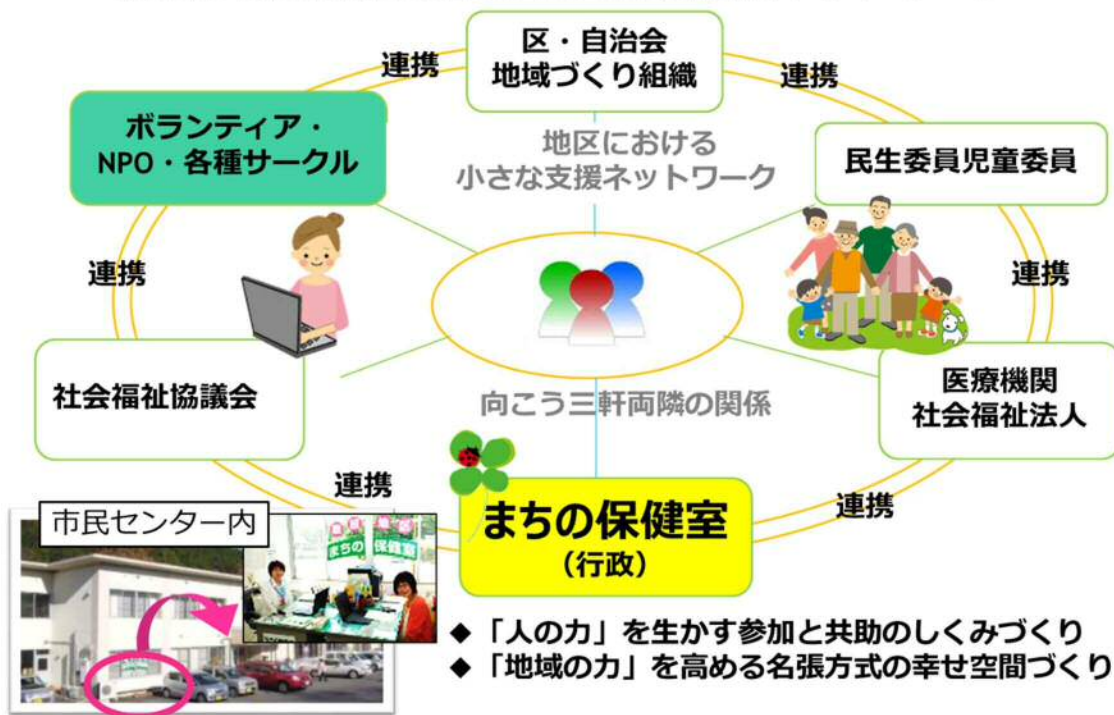 区・自治会
地域づくり組織
連携
連携
ボランティア・
NPO・各種サークル
地区における
小さな支援ネットワーク
民生委員児童委員
連携
連携
社会福祉協議会
向こう三軒両隣の関係
医療機関
社会福祉法人
連携
連携
まちの保健室
（行政）
市民センター内
まちの 保健室
◆「人の力」を生かす参加と共助のしくみづくり
◆「地域の力」を高める名張方式の幸せ空間づくり